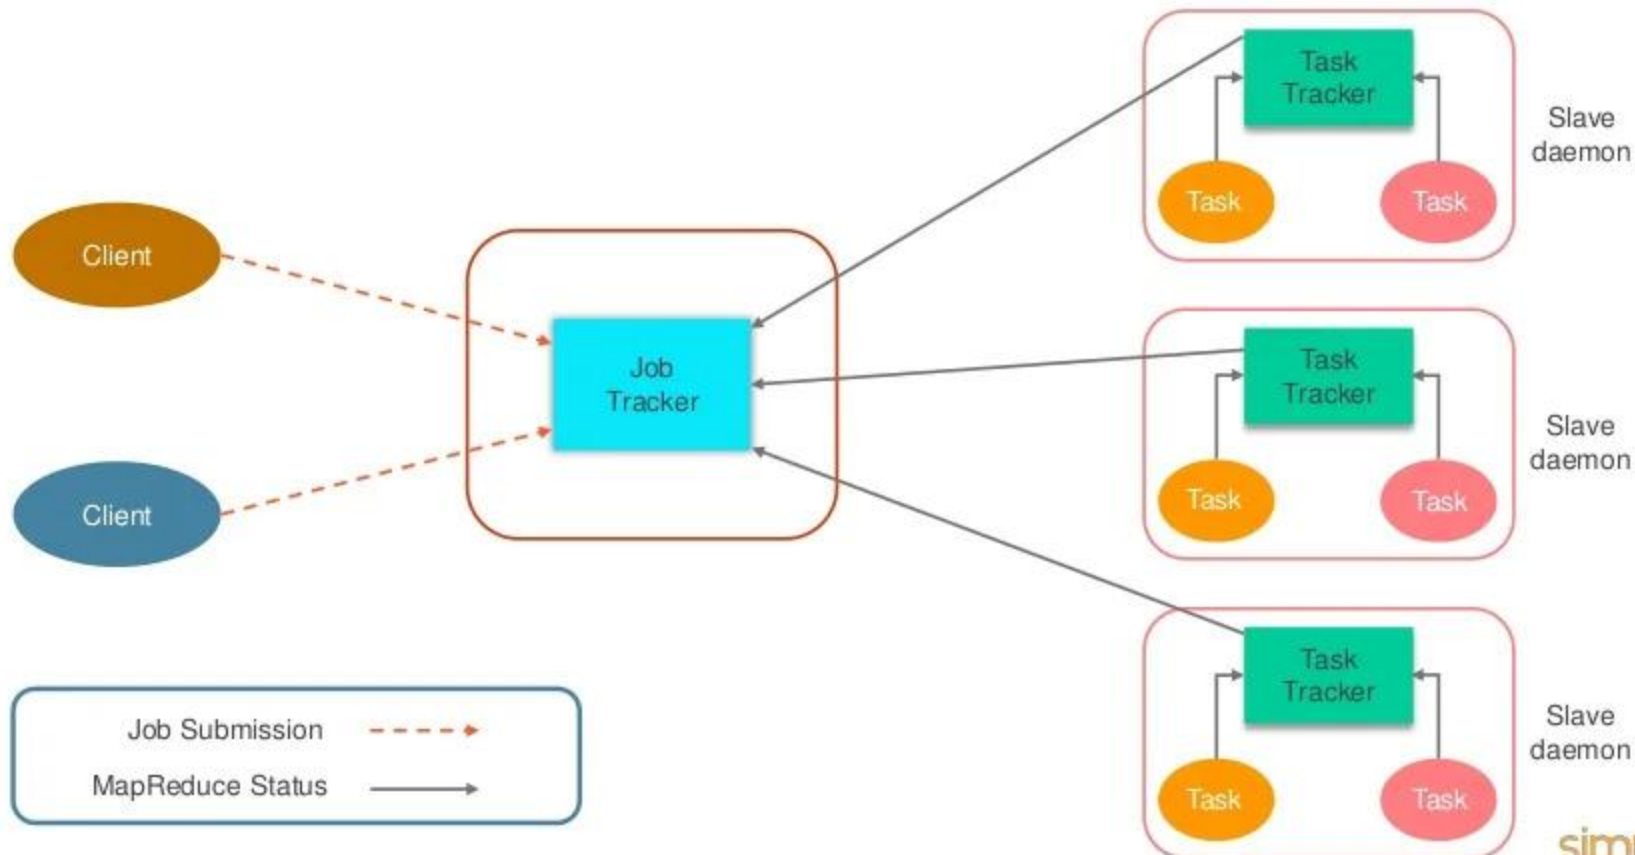 Task
Tracker
Slave
daemon
Task
Task
Client
Job
Tracker
Task
Tracker
Slave
daemon
Task
Task
Client
Task
Tracker
Slave
daemon
Task
Task
Job Submission
MapReduce Status